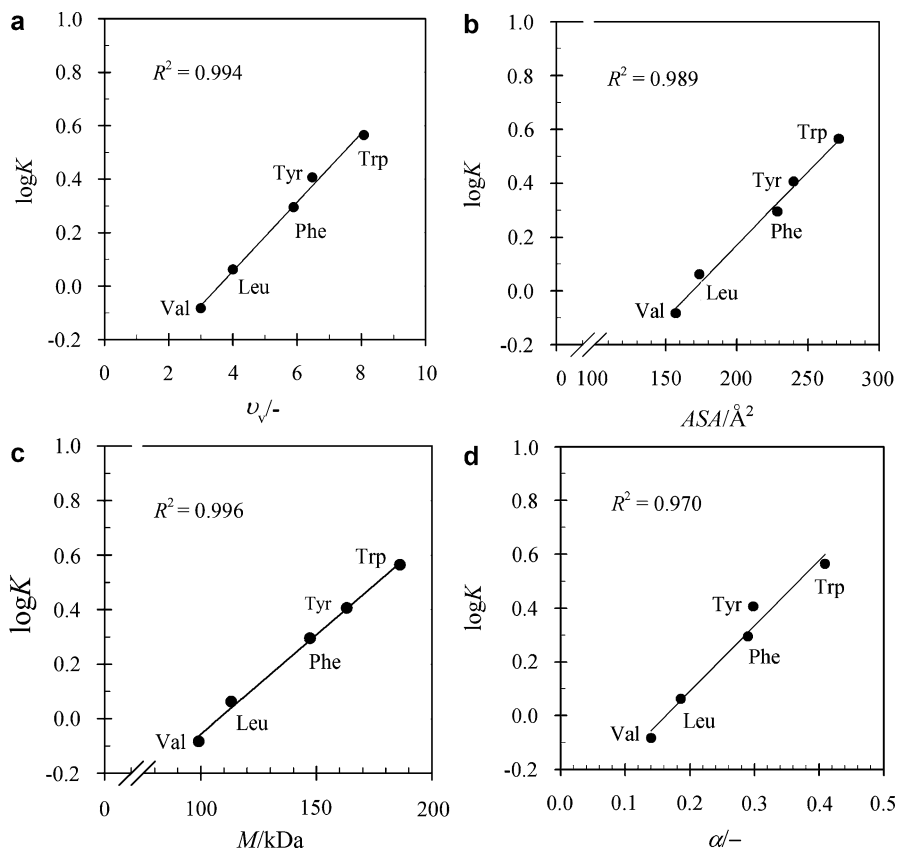 a
1.0
0.8
0.6
0.4
0.2
0.0
-0.2
logK
R² = 0.994
Val
Leu
Phe
Tyr
Trp
0 2 4 6 8 10
υv/-
b
1.0
0.8
0.6
0.4
0.2
0.0
-0.2
logK
R² = 0.989
Val
Leu
Phe
Tyr
Trp
0 100 150 200 250 300
ASA/Å²
c
1.0
0.8
0.6
0.4
0.2
0.0
-0.2
logK
R² = 0.996
Val
Leu
Phe
Tyr
Trp
0 100 150 200
M/kDa
d
1.0
0.8
0.6
0.4
0.2
0.0
-0.2
logK
R² = 0.970
Val
Leu
Phe
Tyr
Trp
0.0 0.1 0.2 0.3 0.4 0.5
α/–